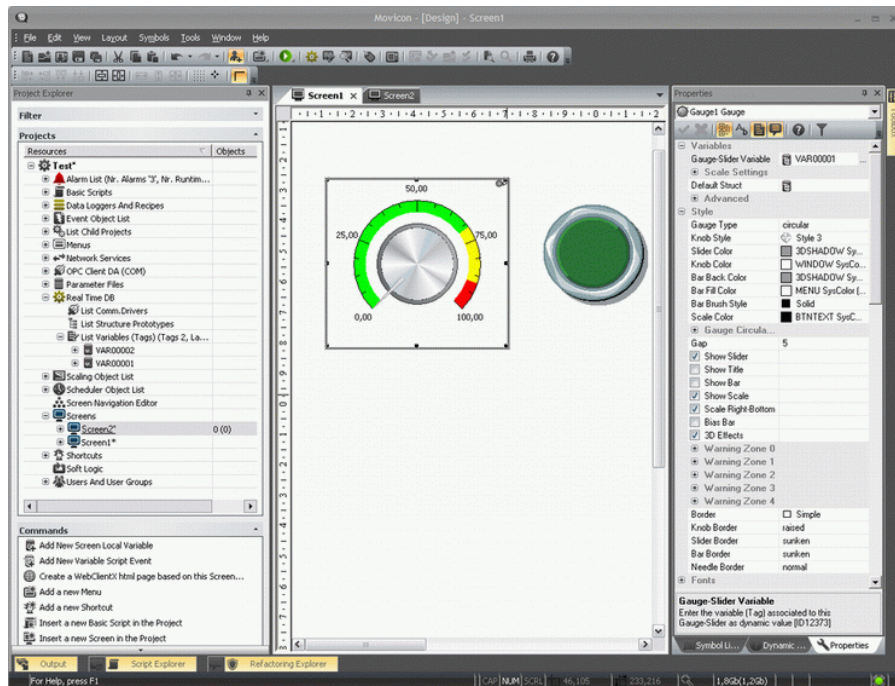 Movicon - [Design] - Screen1
File Edit View Layout Symbols Tools Window Help
Project Explorer
Filter
Projects
Resources Objects
Test*
Alarm List (Nr. Alarms '3', Nr. Runtim...
Basic Scripts
Data Loggers And Recipes
Event Object List
List Child Projects
Menus
Network Services
OPC Client DA (COM)
Parameter Files
Real Time DB
List Comm.Drivers
List Structure Prototypes
List Variables (Tags) (Tags 2, La...
VAR00002
VAR00001
Scaling Object List
Scheduler Object List
Screen Navigation Editor
Screens
Screen2* 0 (0)
Screen1*
Shortcuts
Soft Logic
Users And User Groups
Commands
Add New Screen Local Variable
Add New Variable Script Event
Create a WebClientX html page based on this Screen...
Add a new Menu
Add a new Shortcut
Insert a new Basic Script in the Project
Insert a new Screen in the Project
Screen1 Screen2
50,00
25,00 75,00
0,00 100,00
Properties
Gauge1 Gauge
Variables
Gauge-Slider Variable VAR00001 ...
Scale Settings
Default Struct
Advanced
Style
Gauge Type circular
Knob Style Style 3
Slider Color 3DSHADOW Sy...
Knob Color WINDOW SysCo...
Bar Back Color 3DSHADOW Sy...
Bar Fill Color MENU SysColor (...
Bar Brush Style Solid
Scale Color BTNTEXT SysC...
Gauge Circula...
Gap 5
Show Slider
Show Title
Show Bar
Show Scale
Scale Right-Bottom
Bias Bar
3D Effects
Warning Zone 0
Warning Zone 1
Warning Zone 2
Warning Zone 3
Warning Zone 4
Border Simple
Knob Border raised
Slider Border sunken
Bar Border sunken
Needle Border normal
Fonts
Gauge-Slider Variable
Enter the variable (Tag) associated to this
Gauge-Slider as dynamic value [ID12373]
Symbol Li... Dynamic ... Properties
Output Script Explorer Refactoring Explorer
For Help, press F1 CAP NUM SCRL 46,105 233,216 1,8Gb(1,2Gb)